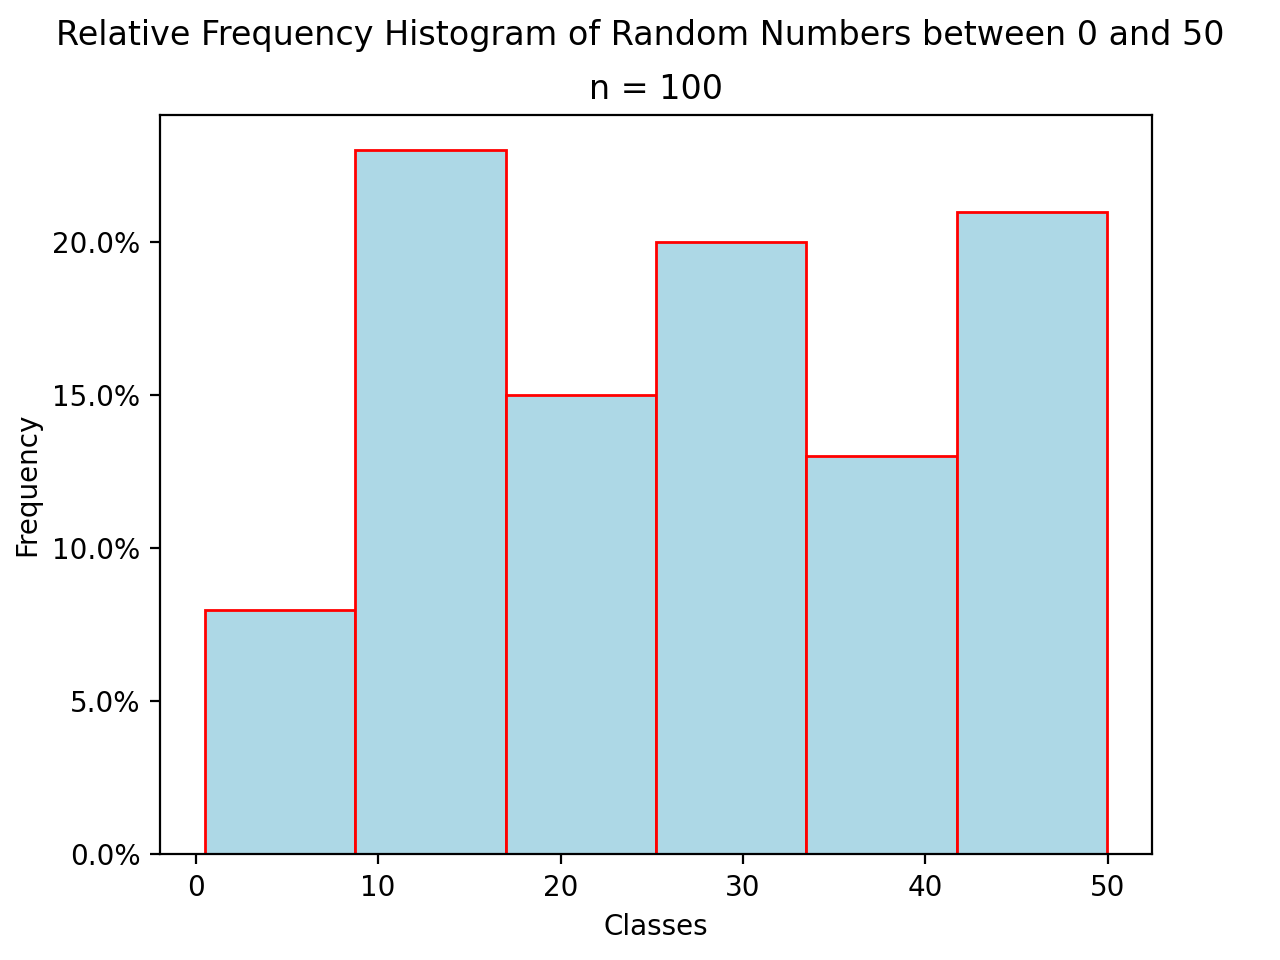 Relative Frequency Histogram of Random Numbers between 0 and 50
n = 100
20.0%
15.0%
10.0%
5.0%
0.0%
Frequency
0 10 20 30 40 50
Classes